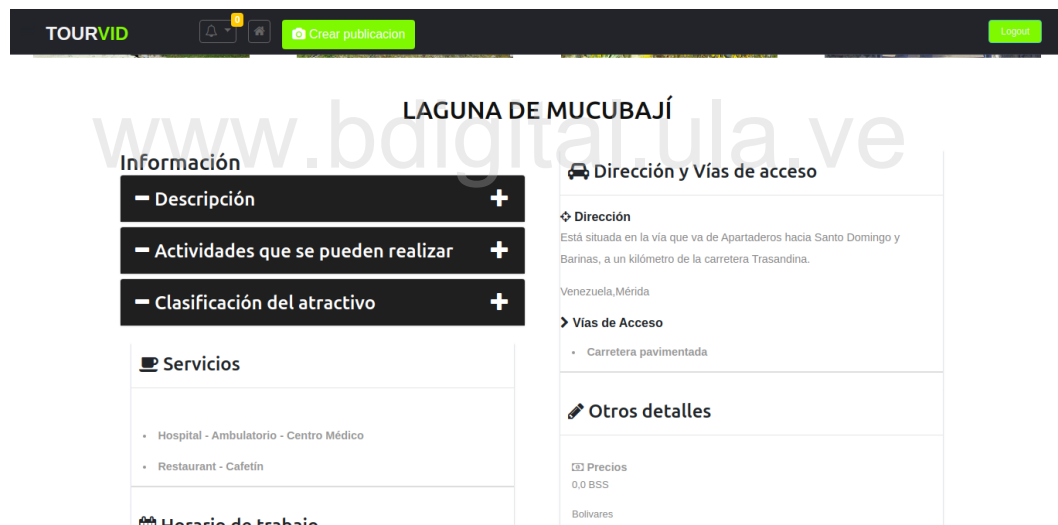 TOURVID
0
Crear publicacion
Logout
LAGUNA DE MUCUBAJÍ
www.bdigital.ula.ve
Información
Descripción
Actividades que se pueden realizar
Clasificación del atractivo
Servicios
Hospital - Ambulatorio - Centro Médico
Restaurant - Cafetín
Horario de trabajo
Dirección y Vías de acceso
Dirección
Está situada en la vía que va de Apartaderos hacia Santo Domingo y
Barinas, a un kilómetro de la carretera Trasandina.
Venezuela,Mérida
Vías de Acceso
Carretera pavimentada
Otros detalles
Precios
0,0 BSS
Bolivares